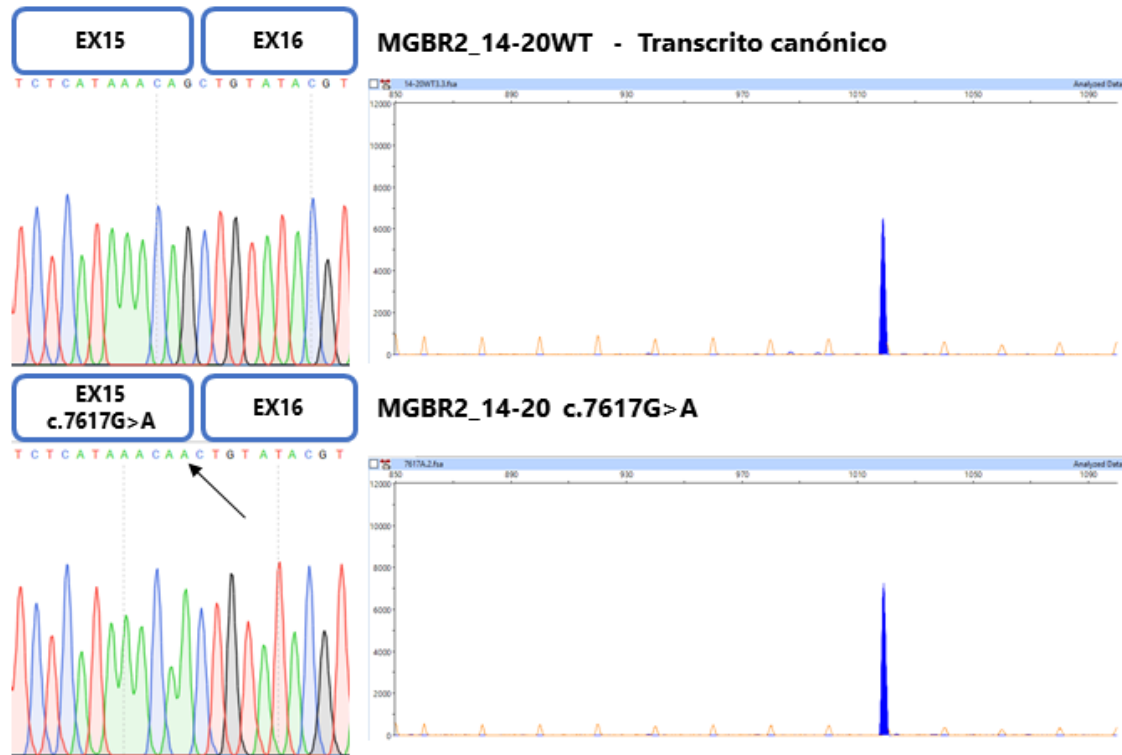 EX15 EX16 MGBR2_14-20WT - Transcrito canónico
TCTCATAAACAGCTGTATACGT
14-20WT3.3.fsa Analyzed Data
850 890 930 970 1010 1050 1090
12000
10000
8000
6000
4000
2000
0
EX15
c.7617G>A
EX16 MGBR2_14-20 c.7617G>A
TCTCATAAACAACTGTATACGT
7617A.2.fsa Analyzed Data
850 890 930 970 1010 1050 1090
12000
10000
8000
6000
4000
2000
0